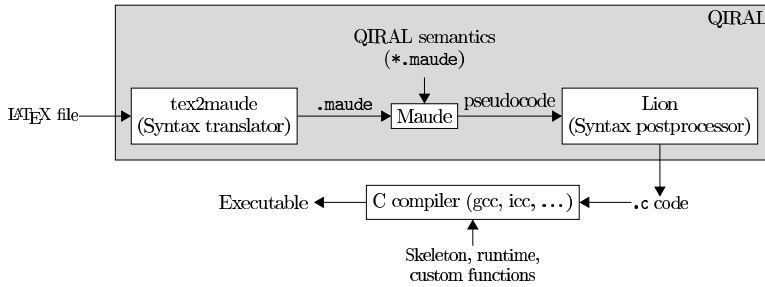 QIRAL
QIRAL semantics
(*.maude)
LATEX file
tex2maude
(Syntax translator)
.maude
Maude
pseudocode
Lion
(Syntax postprocessor)
Executable
C compiler (gcc, icc, ...)
.c code
Skeleton, runtime,
custom functions